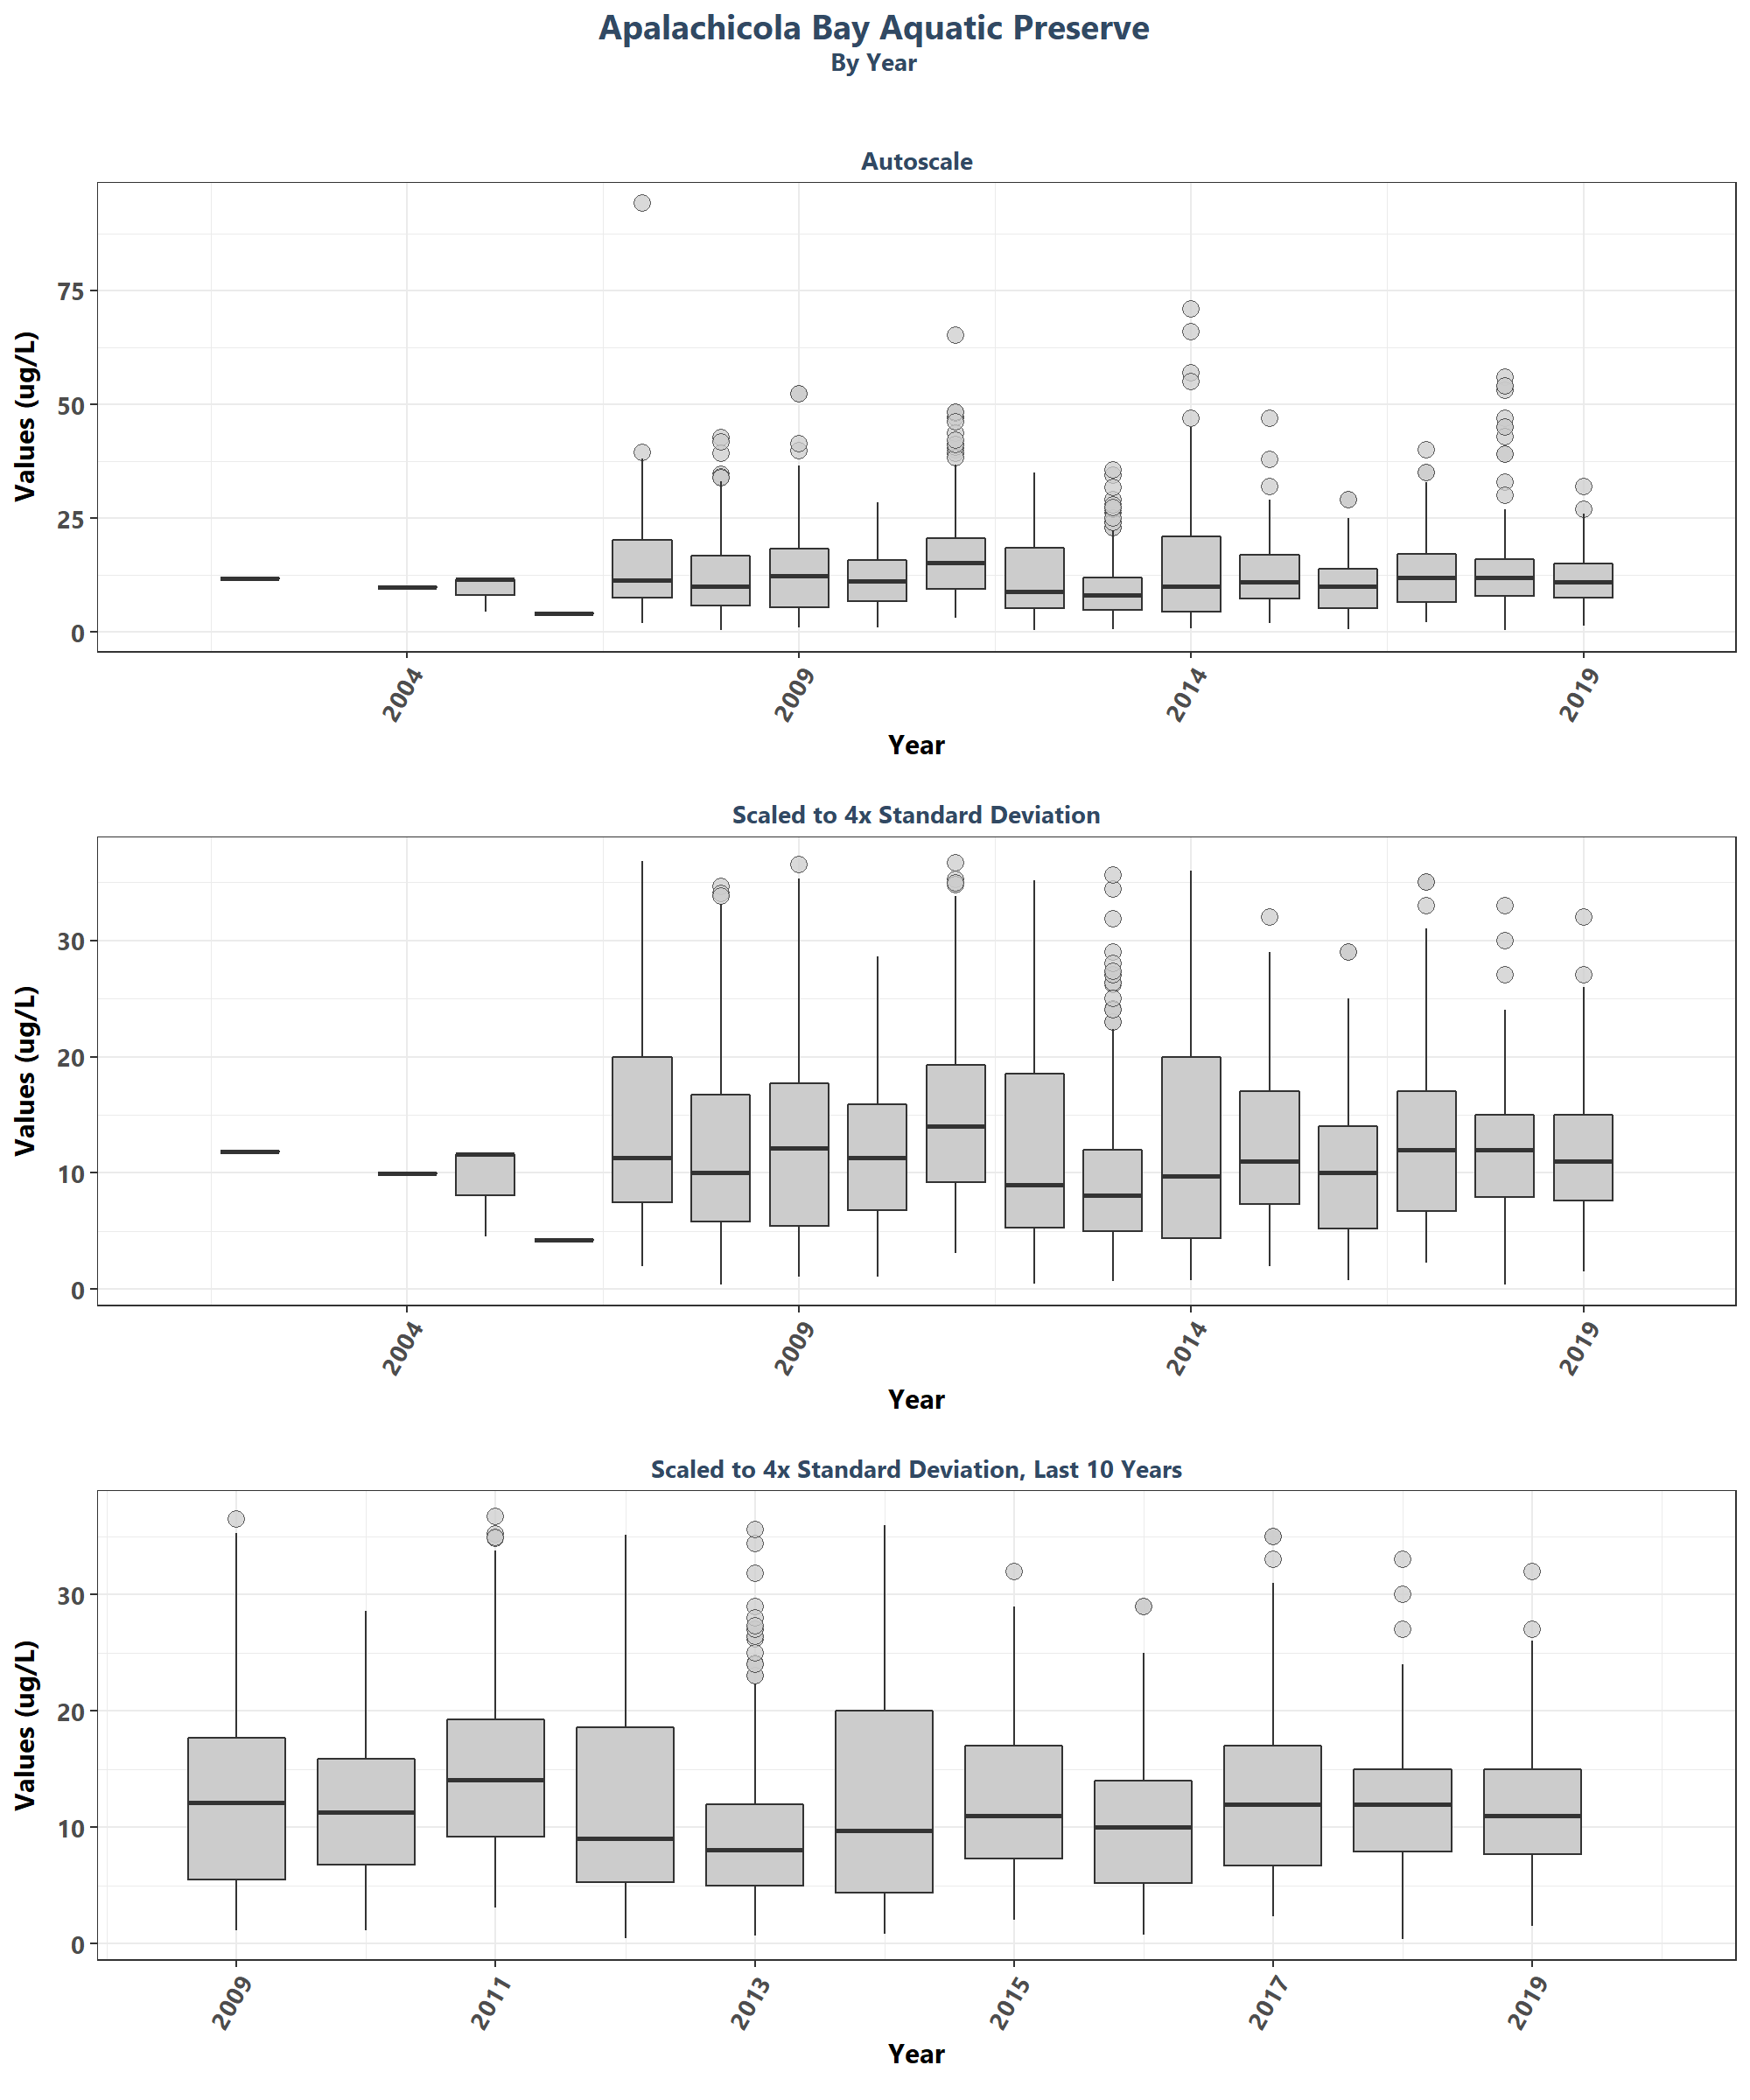 Apalachicola Bay Aquatic Preserve
By Year
Autoscale
Values (ug/L)
75
50
25
0
2004
2009
2014
2019
Year
Scaled to 4x Standard Deviation
Values (ug/L)
30
20
10
0
2004
2009
2014
2019
Year
Scaled to 4x Standard Deviation, Last 10 Years
Values (ug/L)
30
20
10
0
2009
2011
2013
2015
2017
2019
Year